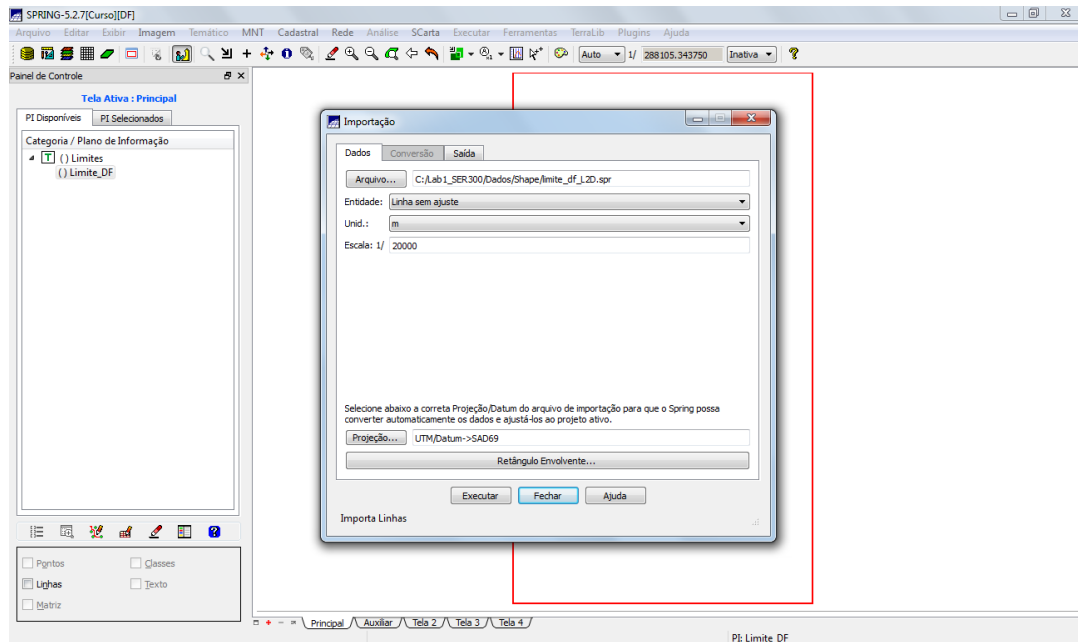 SPRING-5.2.7[Curso][DF]
Arquivo Editar Exibir Imagem Temático MNT Cadastral Rede Análise SCarta Executar Ferramentas TerraLib Plugins Ajuda
Auto 1/ 288105.343750 Inativa
Painel de Controle
Tela Ativa : Principal
PI Disponíveis PI Selecionados
Categoria / Plano de Informação
T () Limites
() Limite_DF
Pontos Classes
Linhas Texto
Matriz
Importação
Dados Conversão Saída
Arquivo... C:/Lab1_SER300/Dados/Shape/limite_df_L2D.spr
Entidade: Linha sem ajuste
Unid.: m
Escala: 1/ 20000
Selecione abaixo a correta Projeção/Datum do arquivo de importação para que o Spring possa
converter automaticamente os dados e ajustá-los ao projeto ativo.
Projeção... UTM/Datum->SAD69
Retângulo Envolvente...
Executar Fechar Ajuda
Importa Linhas
Principal Auxiliar Tela 2 Tela 3 Tela 4
PI: Limite_DF